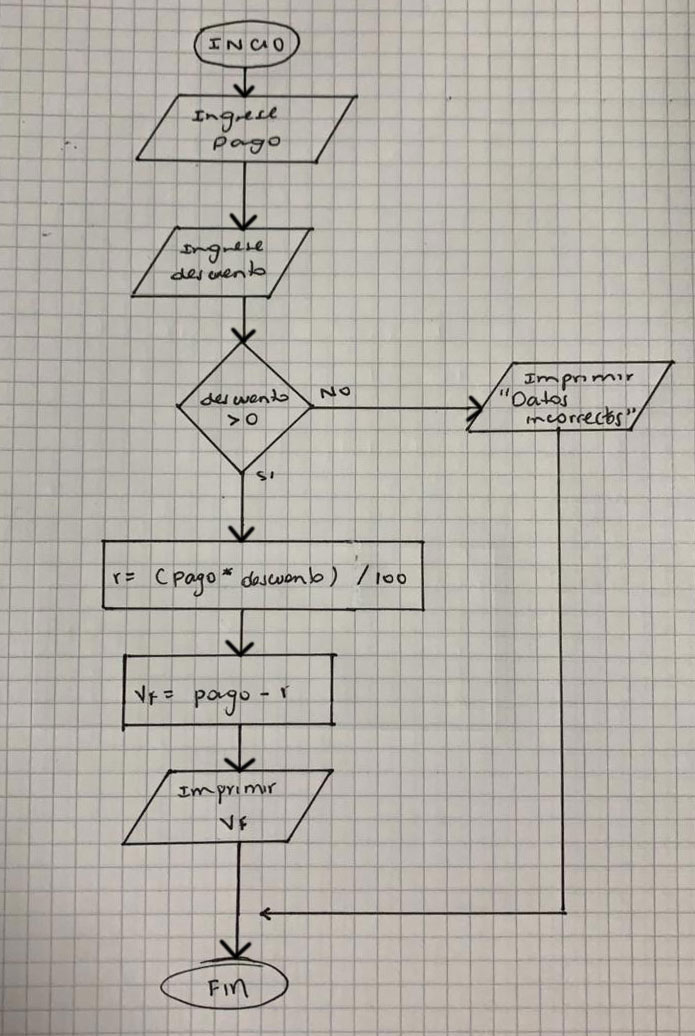 INCIO
Ingrese
pago
Ingrese
descuento
descuento
>0
NO
Imprimir
"Datos
incorrectos"
SI
r= (pago* descuento) /100
VF= pago - r
Imprimir
VF
FIN